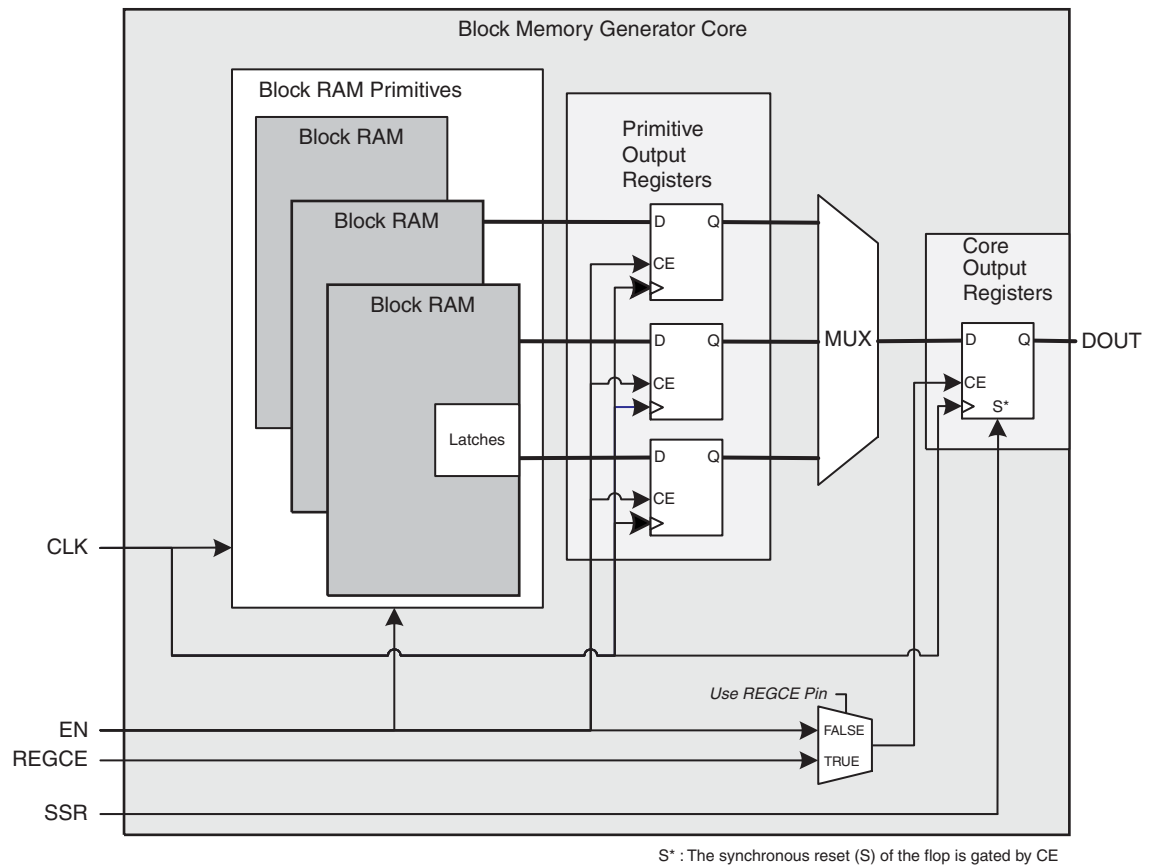 Block Memory Generator Core
Block RAM Primitives
Block RAM
Block RAM
Block RAM
Latches
Primitive
Output
Registers
D Q
CE
D Q
CE
D Q
CE
MUX
Core
Output
Registers
D Q
CE
S*
DOUT
CLK
EN
REGCE
SSR
Use REGCE Pin
FALSE
TRUE
S* : The synchronous reset (S) of the flop is gated by CE